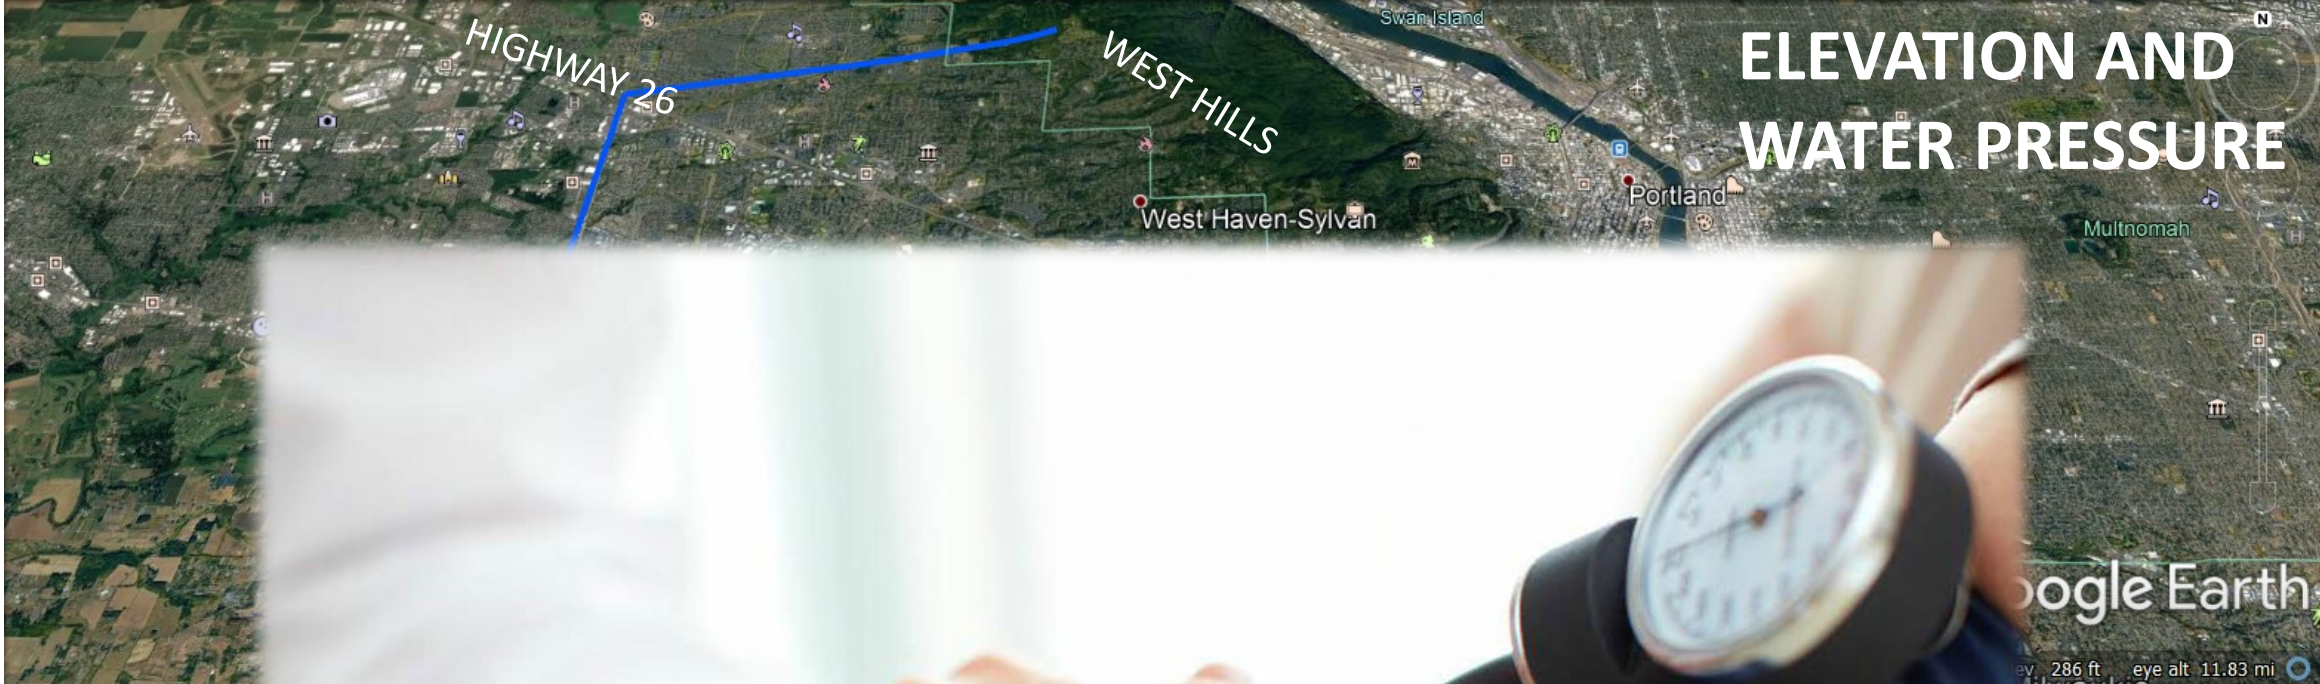 Swan Island
N
HIGHWAY 26
WEST HILLS
ELEVATION AND
WATER PRESSURE
Portland
West Haven-Sylvan
Multnomah
oogle Earth
286 ft eye alt 11.83 mi